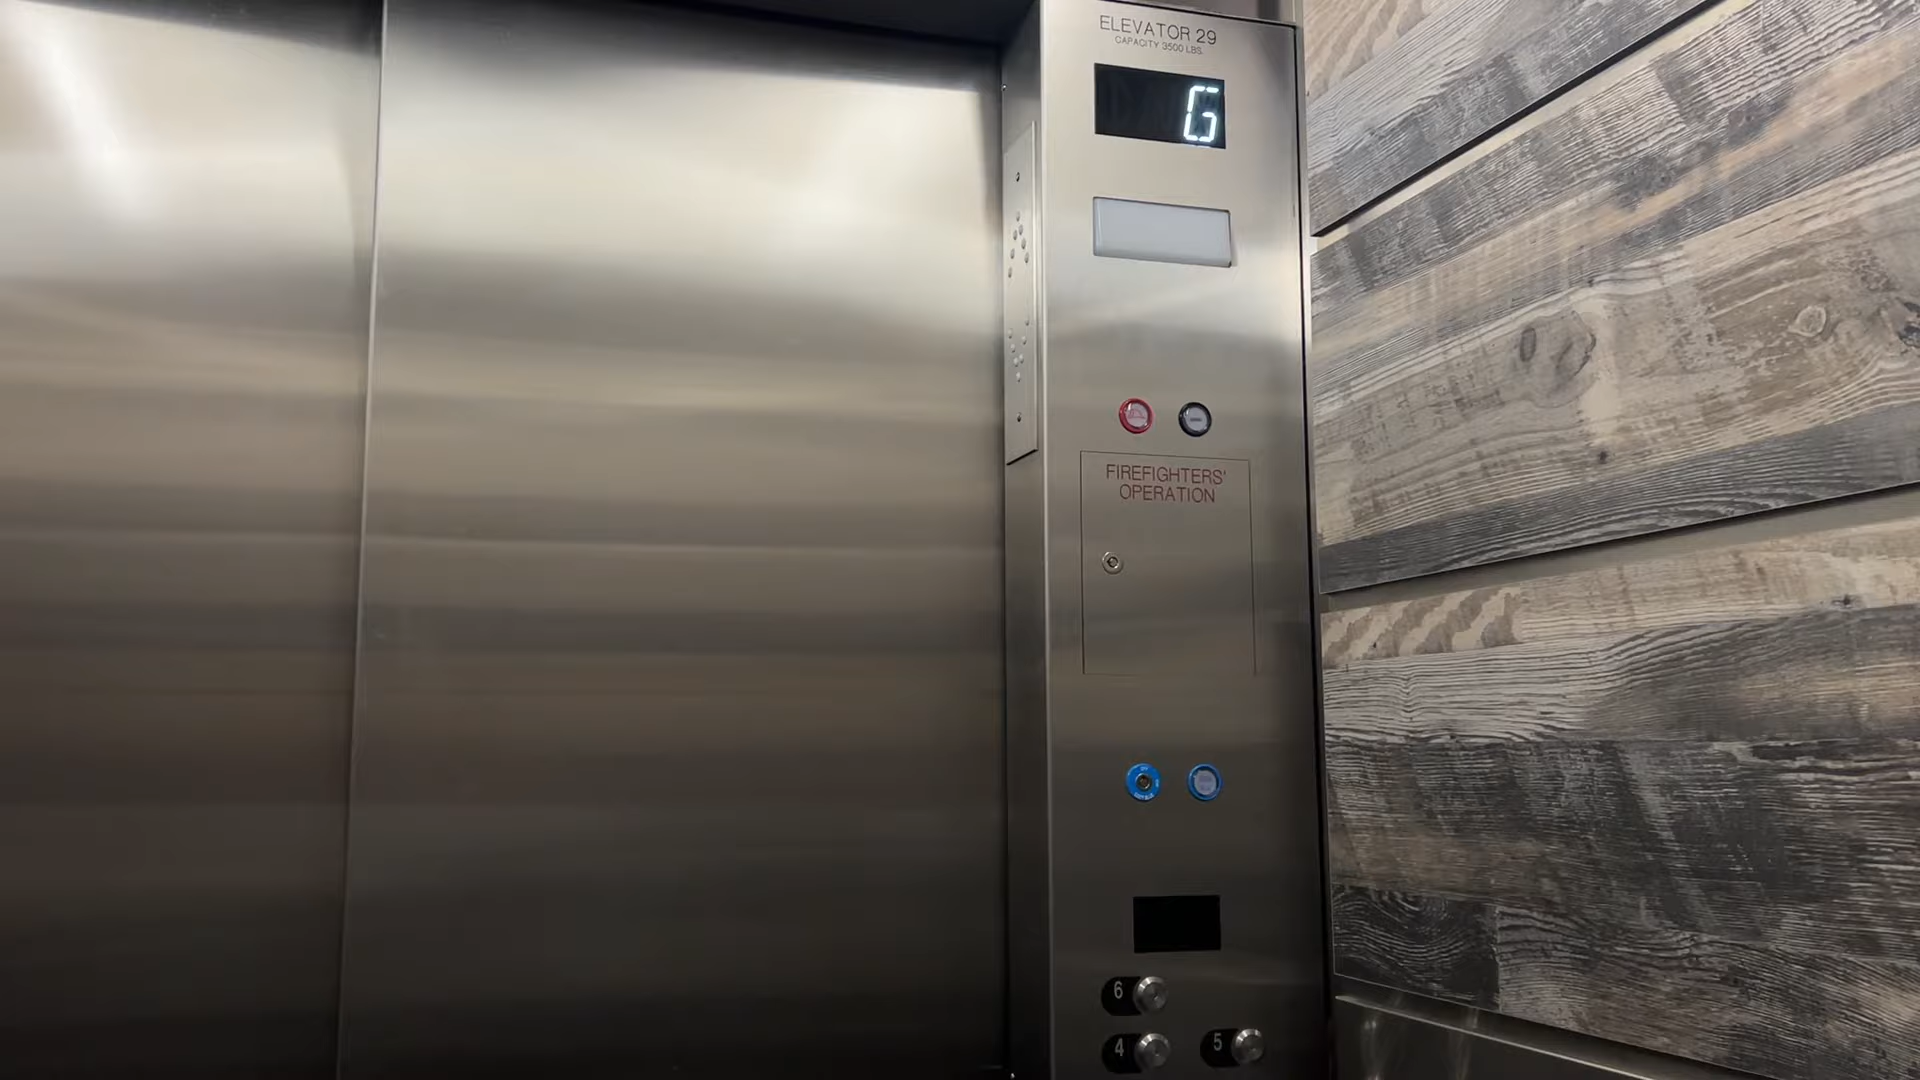 ELEVATOR 29
CAPACITY 3500 LBS.
G
FIREFIGHTERS'
OPERATION
6
4 5